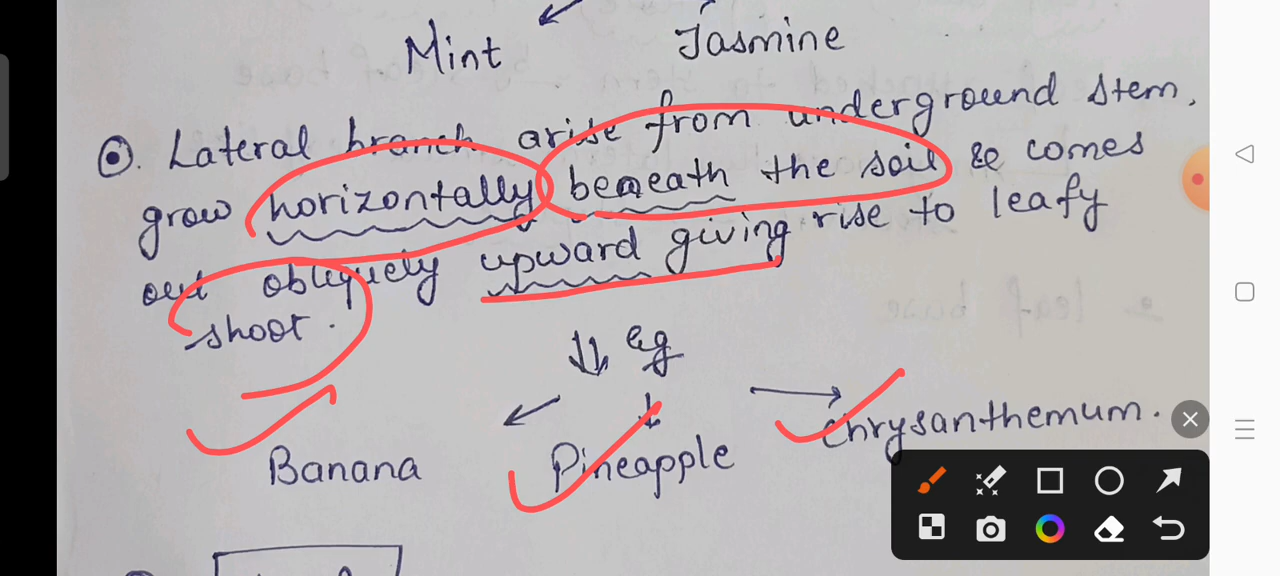 Mint Jasmine
Lateral branch arise from underground stem,
grow horizontally beneath the soil & comes
out obliquely upward giving rise to leafy
shoot.
eg
Banana Pineapple Chrysanthemum.